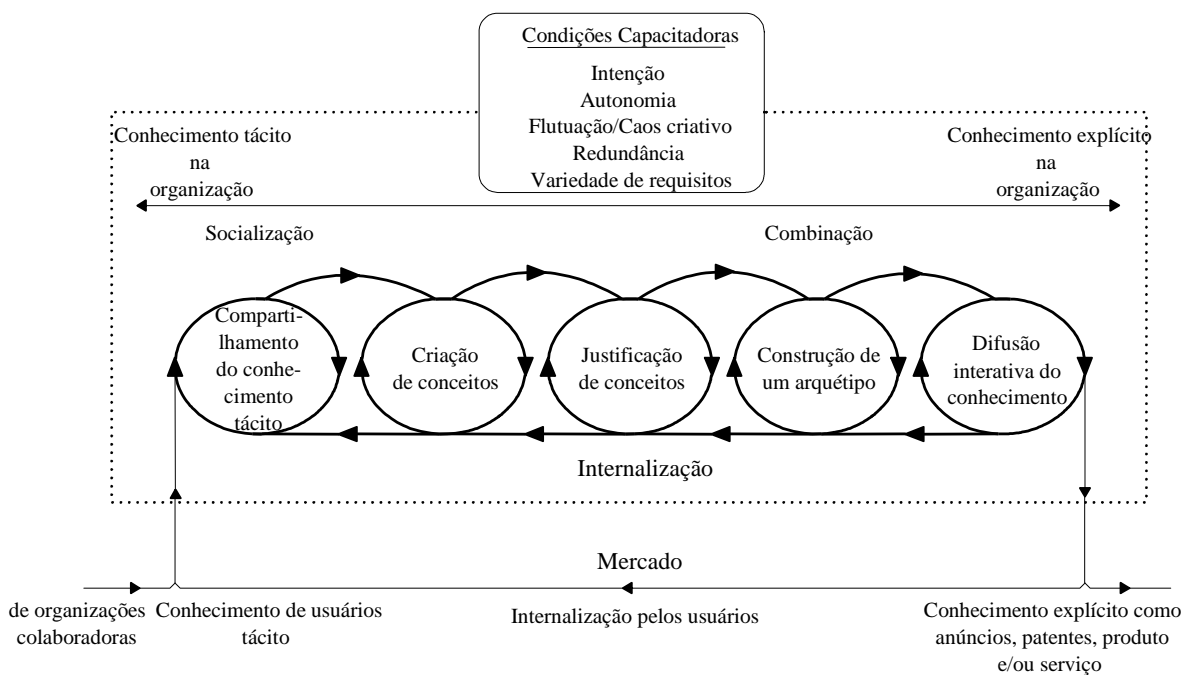 Condições Capacitadoras
Intenção
Autonomia
Flutuação/Caos criativo
Redundância
Variedade de requisitos
Conhecimento tácito
na
organização
Conhecimento explícito
na
organização
Socialização
Combinação
Comparti-
lhamento
do conhe-
cimento
tácito
Criação
de conceitos
Justificação
de conceitos
Construção de
um arquétipo
Difusão
interativa do
conhecimento
Internalização
Mercado
de organizações
colaboradoras
Conhecimento de usuários
tácito
Internalização pelos usuários
Conhecimento explícito como
anúncios, patentes, produto
e/ou serviço